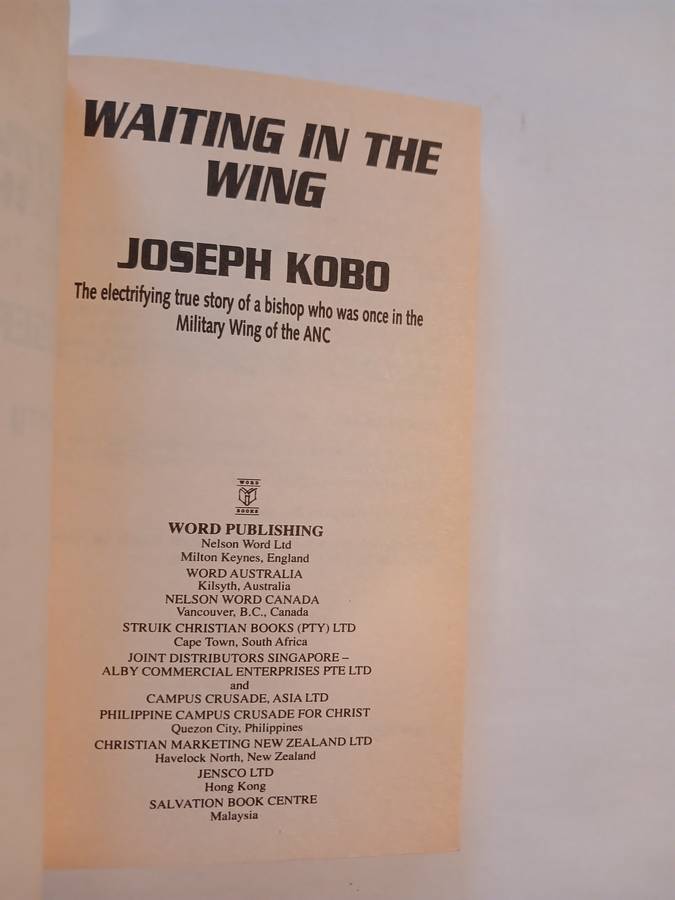 WAITING IN THE
WING
JOSEPH KOBO
The electrifying true story of a bishop who was once in the
Military Wing of the ANC
WORD
BOOKS
WORD PUBLISHING
Nelson Word Ltd
Milton Keynes, England
WORD AUSTRALIA
Kilsyth, Australia
NELSON WORD CANADA
Vancouver, B.C., Canada
STRUIK CHRISTIAN BOOKS (PTY) LTD
Cape Town, South Africa
JOINT DISTRIBUTORS SINGAPORE –
ALBY COMMERCIAL ENTERPRISES PTE LTD
and
CAMPUS CRUSADE, ASIA LTD
PHILIPPINE CAMPUS CRUSADE FOR CHRIST
Quezon City, Philippines
CHRISTIAN MARKETING NEW ZEALAND LTD
Havelock North, New Zealand
JENSCO LTD
Hong Kong
SALVATION BOOK CENTRE
Malaysia